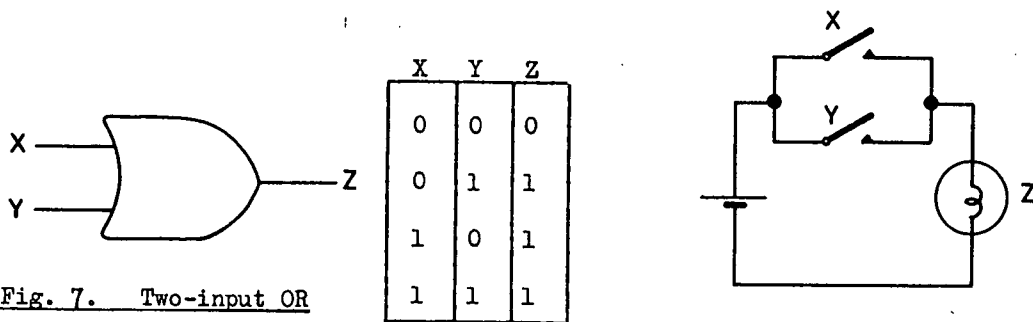 X
Y
Z
Fig. 7. Two-input OR
X Y Z
0 0 0
0 1 1
1 0 1
1 1 1
X
Y
Z